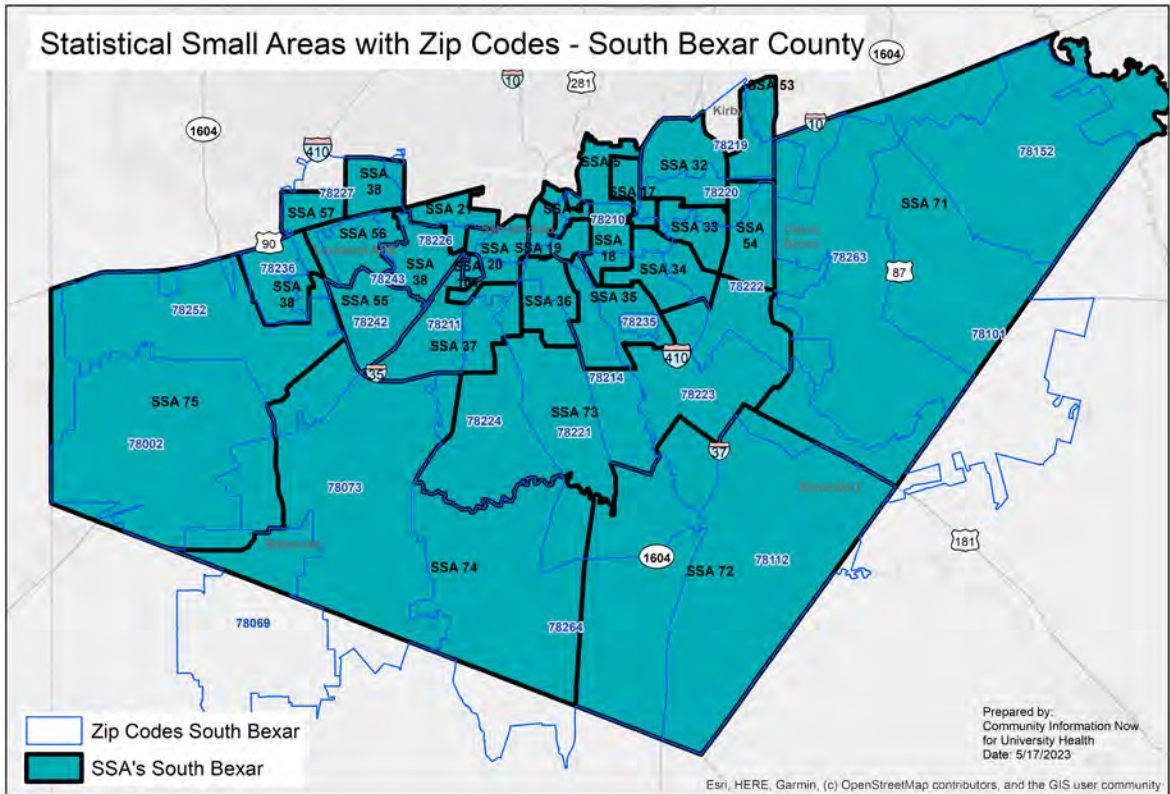 Statistical Small Areas with Zip Codes - South Bexar County
1604
10
281
SSA 53
Kirby
1604
410
10
78219
78152
SSA 5
SSA 32
SSA 38
78227
SSA 17
78220
SSA 71
SSA 57
SSA 21
SSA
78210
SSA 33
SSA 54
SSA 56
78226
SSA 19
SSA 18
90
78263
78236
SSA 20
87
SSA 38
78243
SSA 38
SSA 34
78222
78252
SSA 55
SSA 36
SSA 35
78242
78211
78235
78101
SSA 37
410
35
78214
78223
SSA 75
78224
SSA 73
78221
78002
37
78073
Elmendorf
181
Somerset
1604
SSA 74
SSA 72
78112
78069
78264
Zip Codes South Bexar
SSA's South Bexar
Prepared by:
Community Information Now
for University Health
Date: 5/17/2023
Esri, HERE, Garmin, (c) OpenStreetMap contributors, and the GIS user community